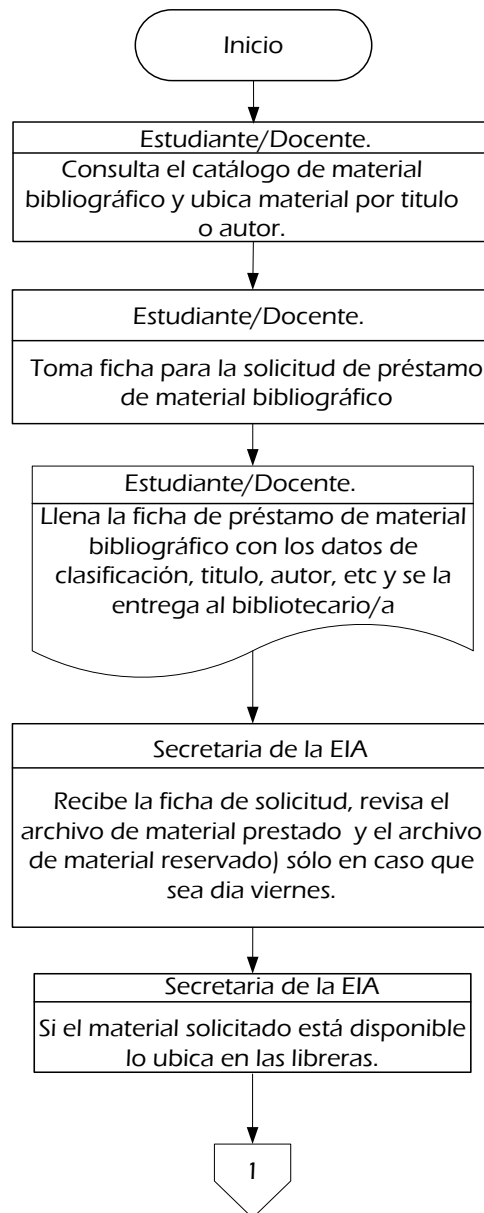 Inicio
Estudiante/Docente.
Consulta el catálogo de material
bibliográfico y ubica material por titulo
o autor.
Estudiante/Docente.
Toma ficha para la solicitud de préstamo
de material bibliográfico
Estudiante/Docente.
Llena la ficha de préstamo de material
bibliográfico con los datos de
clasificación, titulo, autor, etc y se la
entrega al bibliotecario/a
Secretaria de la EIA
Recibe la ficha de solicitud, revisa el
archivo de material prestado y el archivo
de material reservado) sólo en caso que
sea dia viernes.
Secretaria de la EIA
Si el material solicitado está disponible
lo ubica en las libreras.
1